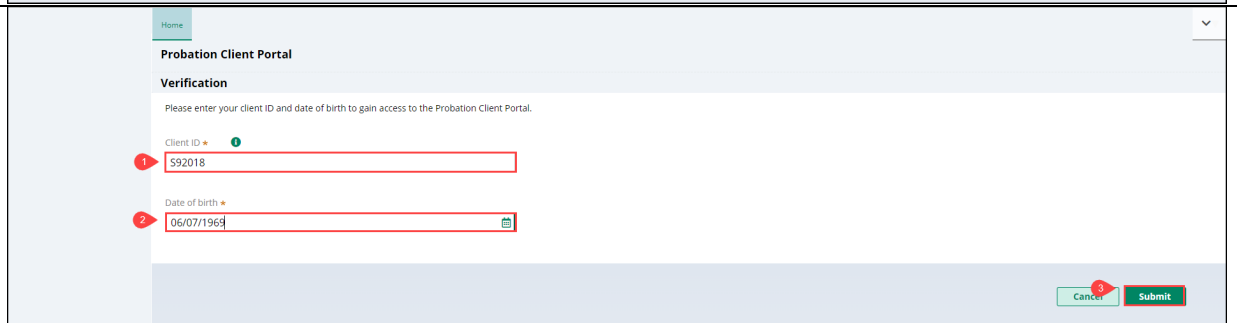 Home
Probation Client Portal
Verification
Please enter your client ID and date of birth to gain access to the Probation Client Portal.
Client ID ★ i
1 S92018
Date of birth ★
2 06/07/1969
Cancel 3 Submit